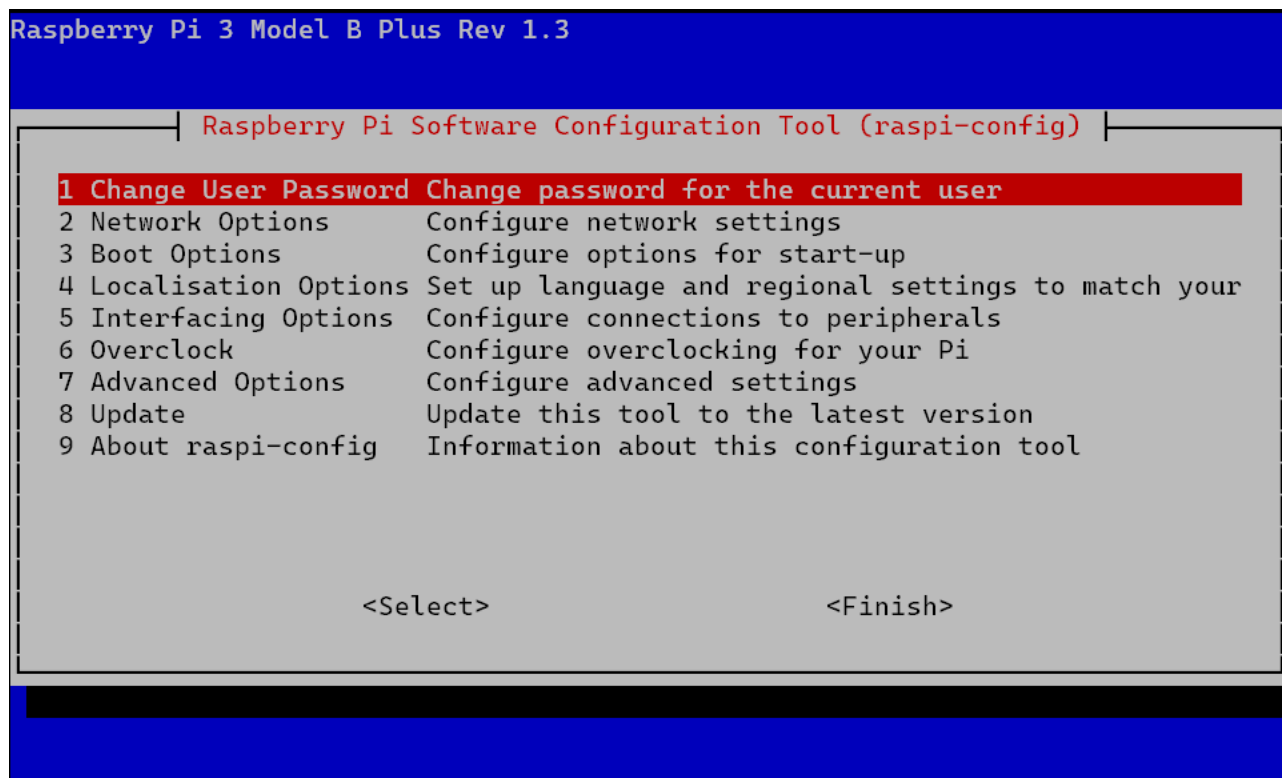 Raspberry Pi 3 Model B Plus Rev 1.3
Raspberry Pi Software Configuration Tool (raspi-config)
1 Change User Password Change password for the current user
2 Network Options Configure network settings
3 Boot Options Configure options for start-up
4 Localisation Options Set up language and regional settings to match your
5 Interfacing Options Configure connections to peripherals
6 Overclock Configure overclocking for your Pi
7 Advanced Options Configure advanced settings
8 Update Update this tool to the latest version
9 About raspi-config Information about this configuration tool
<Select> <Finish>